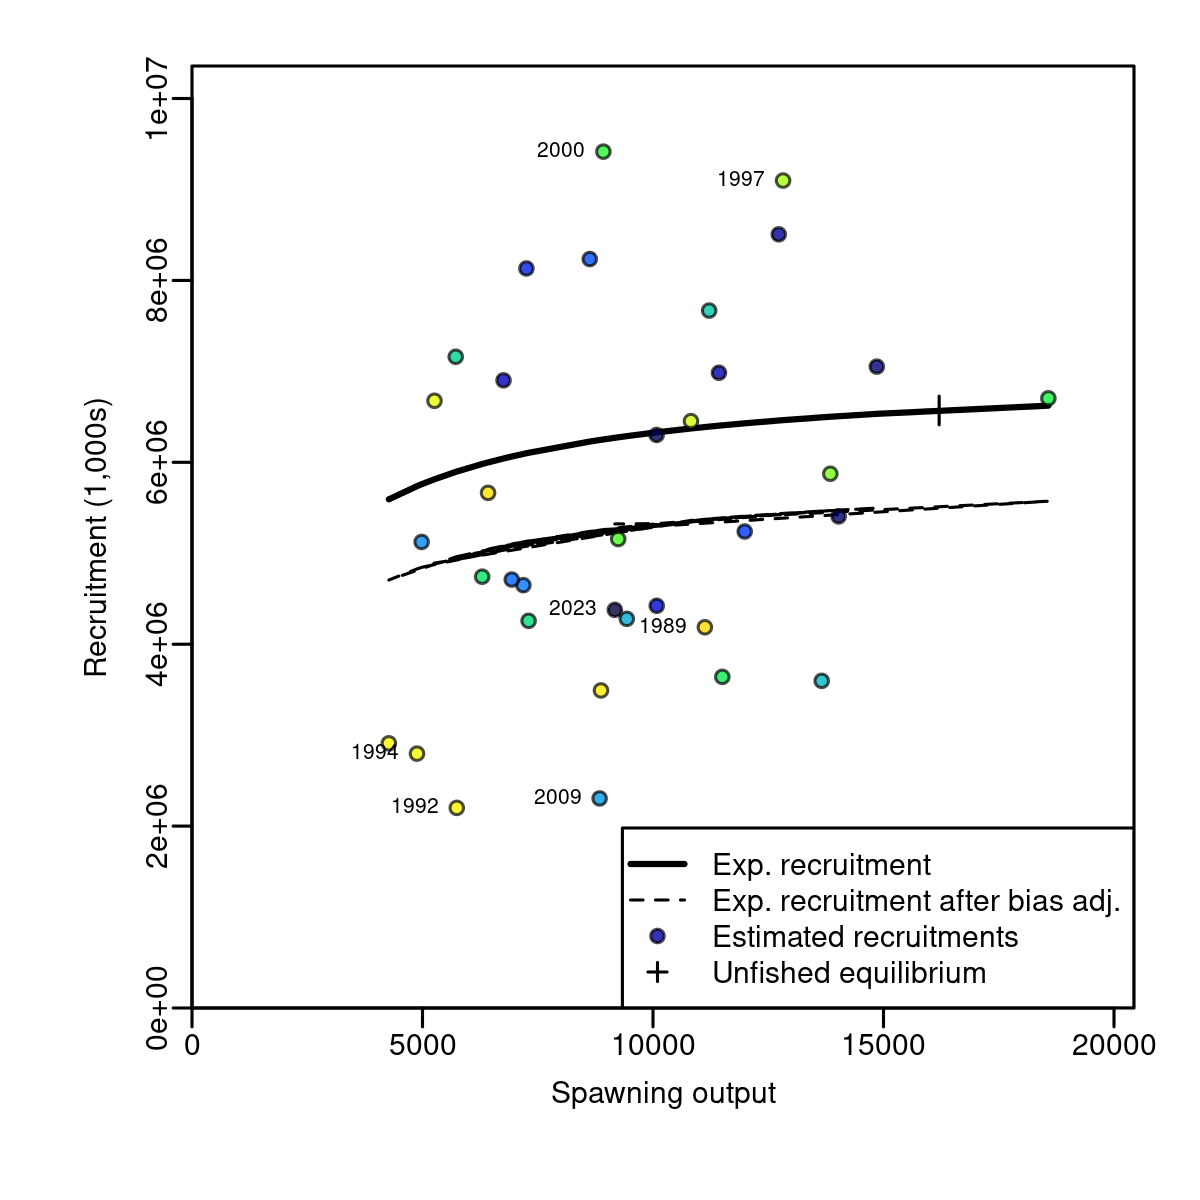 1e+07
8e+06
6e+06
4e+06
2e+06
0e+00
Recruitment (1,000s)
2000
1997
2023
1989
1994
1992
2009
Exp. recruitment
Exp. recruitment after bias adj.
Estimated recruitments
Unfished equilibrium
0 5000 10000 15000 20000
Spawning output